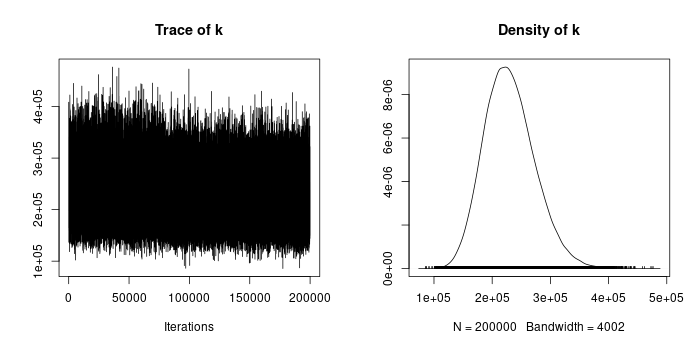 Trace of k
4e+05
3e+05
2e+05
1e+05
0 50000 100000 150000 200000
Iterations
Density of k
8e-06
6e-06
4e-06
0e+00
1e+05 2e+05 3e+05 4e+05 5e+05
N = 200000 Bandwidth = 4002